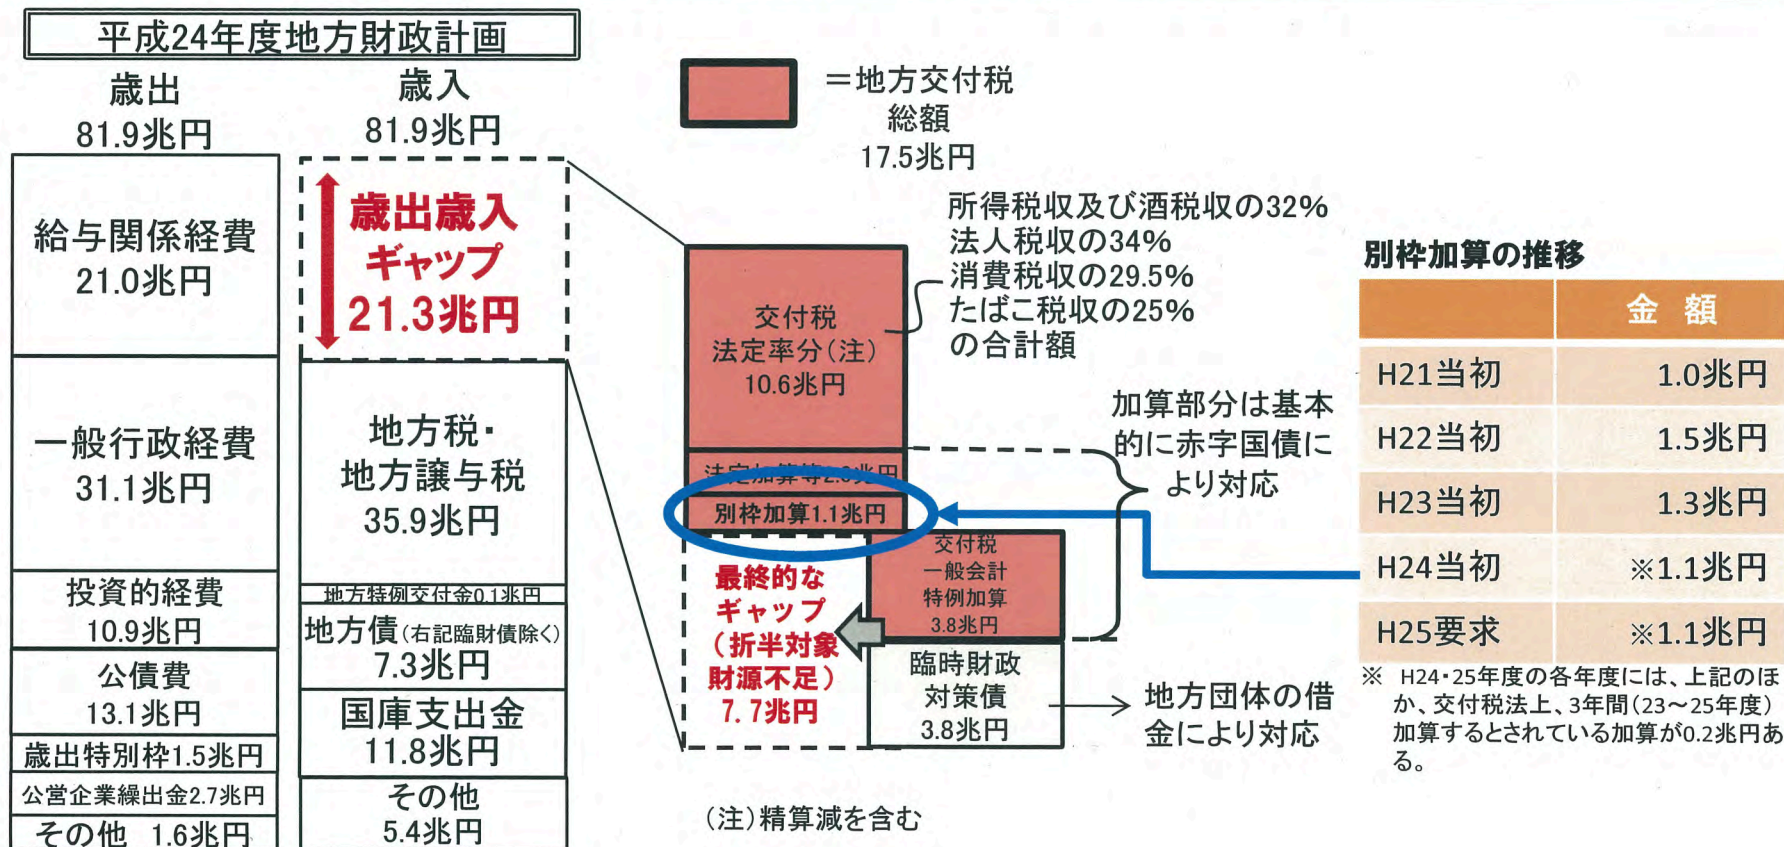 平成24年度地方財政計画
歳出
81.9兆円
給与関係経費
21.0兆円
一般行政経費
31.1兆円
投資的経費
10.9兆円
公債費
13.1兆円
歳出特別枠1.5兆円
公営企業繰出金2.7兆円
その他 1.6兆円
歳入
81.9兆円
歳出歳入
ギャップ
21.3兆円
地方税・
地方譲与税
35.9兆円
地方特例交付金0.1兆円
地方債(右記臨財債除く)
7.3兆円
国庫支出金
11.8兆円
その他
5.4兆円
=地方交付税
総額
17.5兆円
交付税
法定率分(注)
10.6兆円
所得税収及び酒税収の32%
法人税収の34%
消費税収の29.5%
たばこ税収の25%
の合計額
法定加算等2.0兆円
別枠加算1.1兆円
交付税
一般会計
特例加算
3.8兆円
最終的な
ギャップ
(折半対象
財源不足)
7.7兆円
臨時財政
対策債
3.8兆円
加算部分は基本
的に赤字国債に
より対応
地方団体の借
金により対応
(注)精算減を含む
別枠加算の推移
金 額
H21当初 1.0兆円
H22当初 1.5兆円
H23当初 1.3兆円
H24当初 ※1.1兆円
H25要求 ※1.1兆円
※ H24・25年度の各年度には、上記のほ
か、交付税法上、3年間(23~25年度)
加算するとされている加算が0.2兆円あ
る。